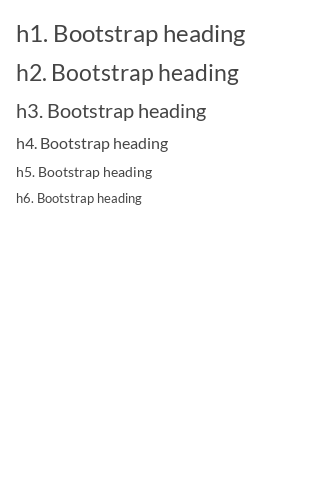 h1. Bootstrap heading
h2. Bootstrap heading
h3. Bootstrap heading
h4. Bootstrap heading
h5. Bootstrap heading
h6. Bootstrap heading